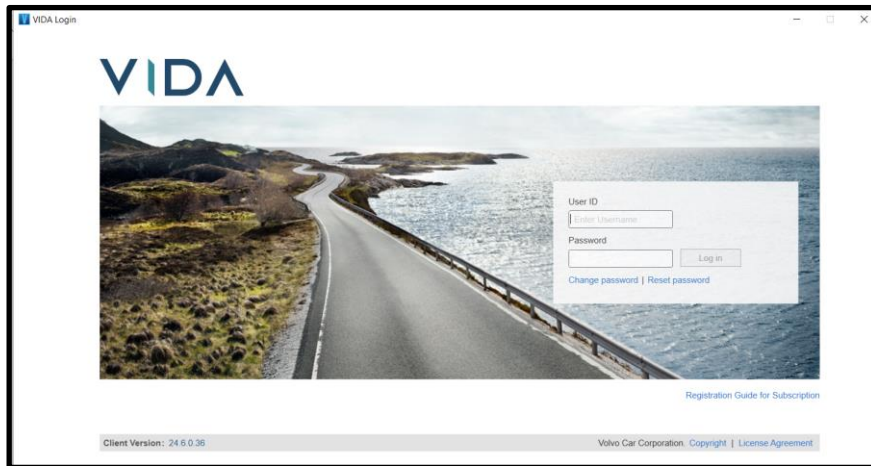 VIDA Login
VIDA
User ID
Enter Username
Password
Log in
Change password | Reset password
Registration Guide for Subscription
Client Version: 24.6.0.36
Volvo Car Corporation. Copyright | License Agreement